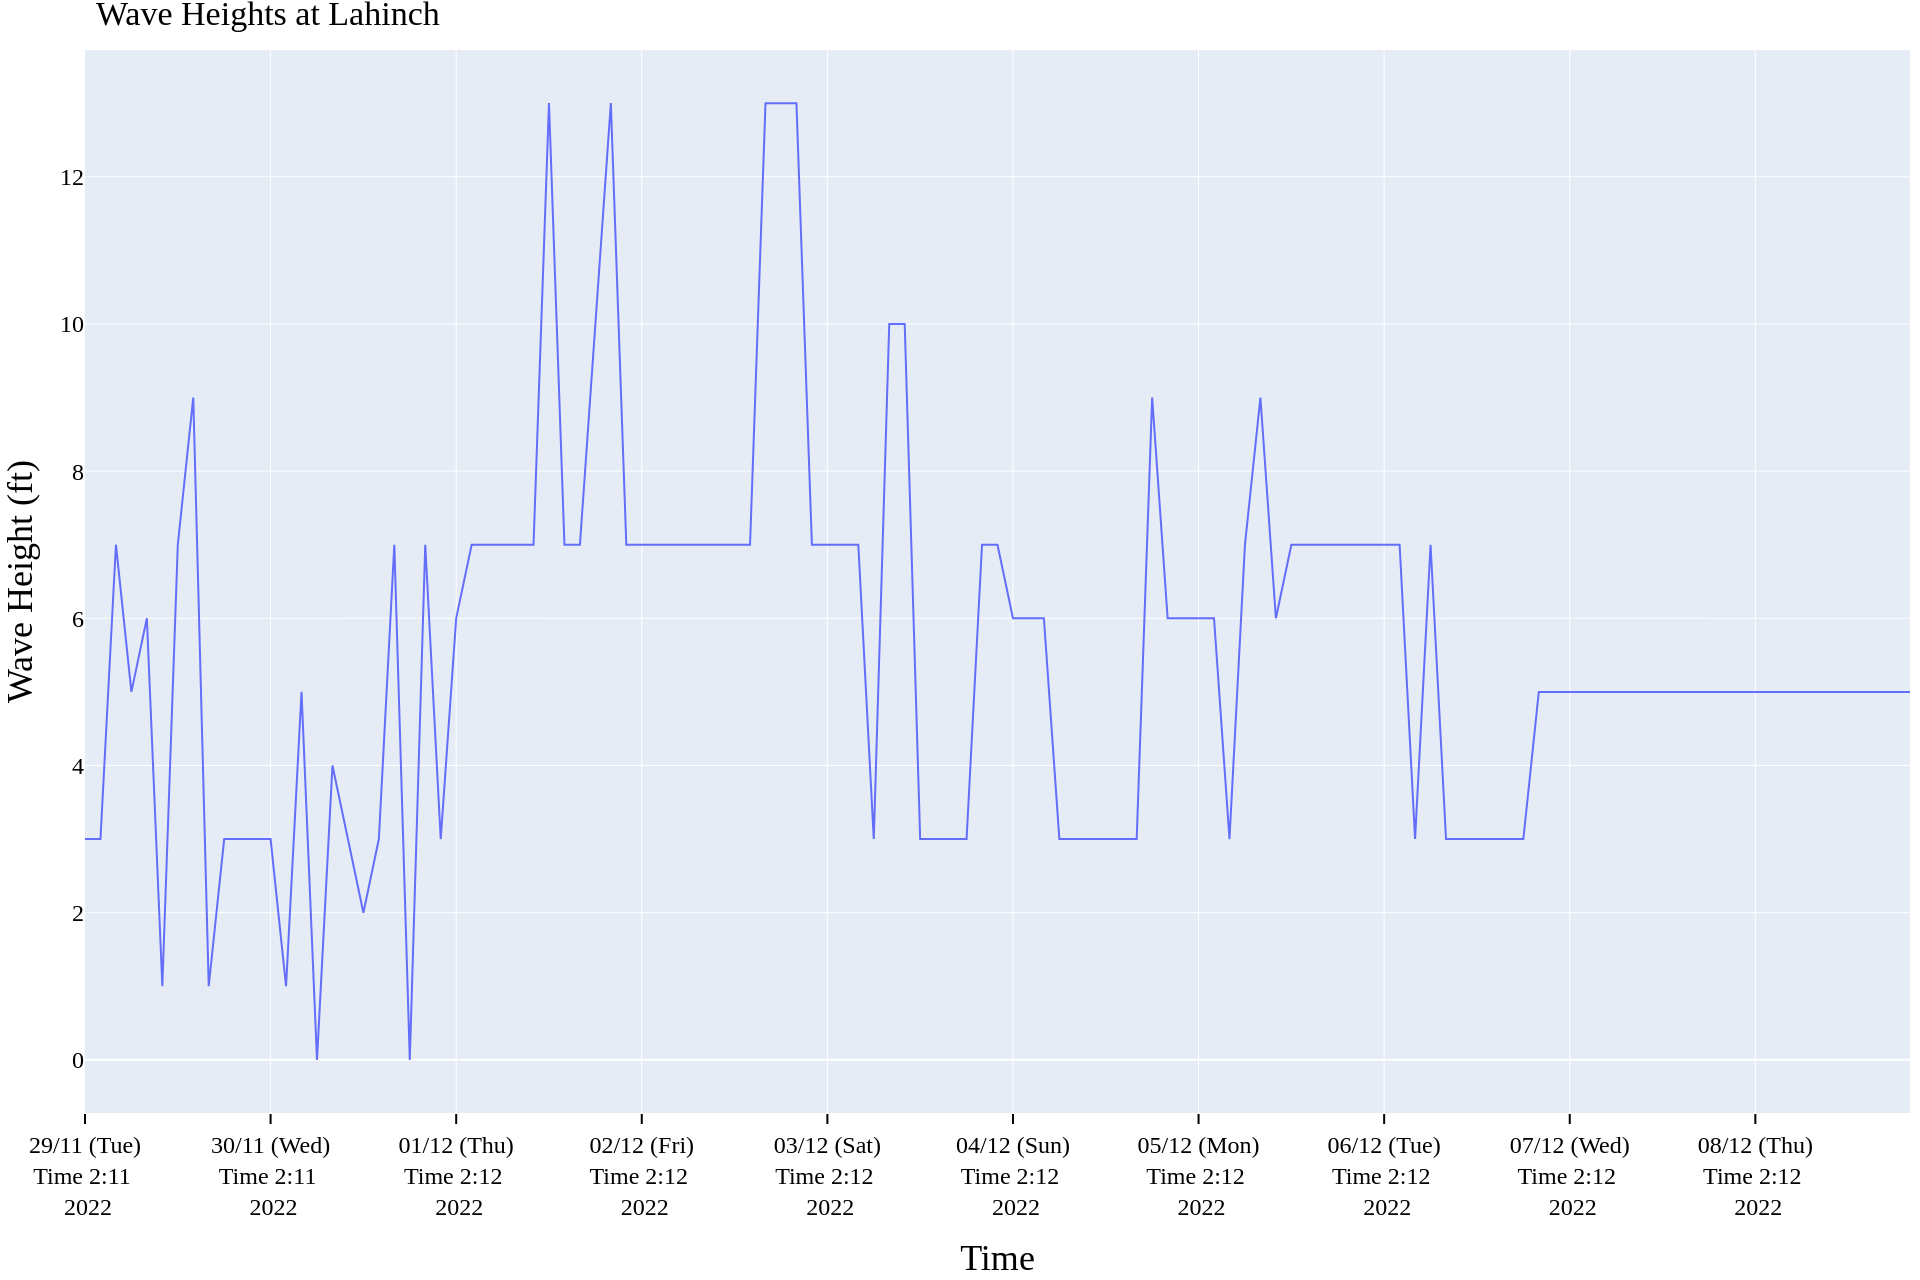 Wave Heights at Lahinch
Wave Height (ft)
12
10
8
6
4
2
0
29/11 (Tue) 30/11 (Wed) 01/12 (Thu) 02/12 (Fri) 03/12 (Sat) 04/12 (Sun) 05/12 (Mon) 06/12 (Tue) 07/12 (Wed) 08/12 (Thu)
Time 2:11 Time 2:11 Time 2:12 Time 2:12 Time 2:12 Time 2:12 Time 2:12 Time 2:12 Time 2:12 Time 2:12
2022 2022 2022 2022 2022 2022 2022 2022 2022 2022
Time